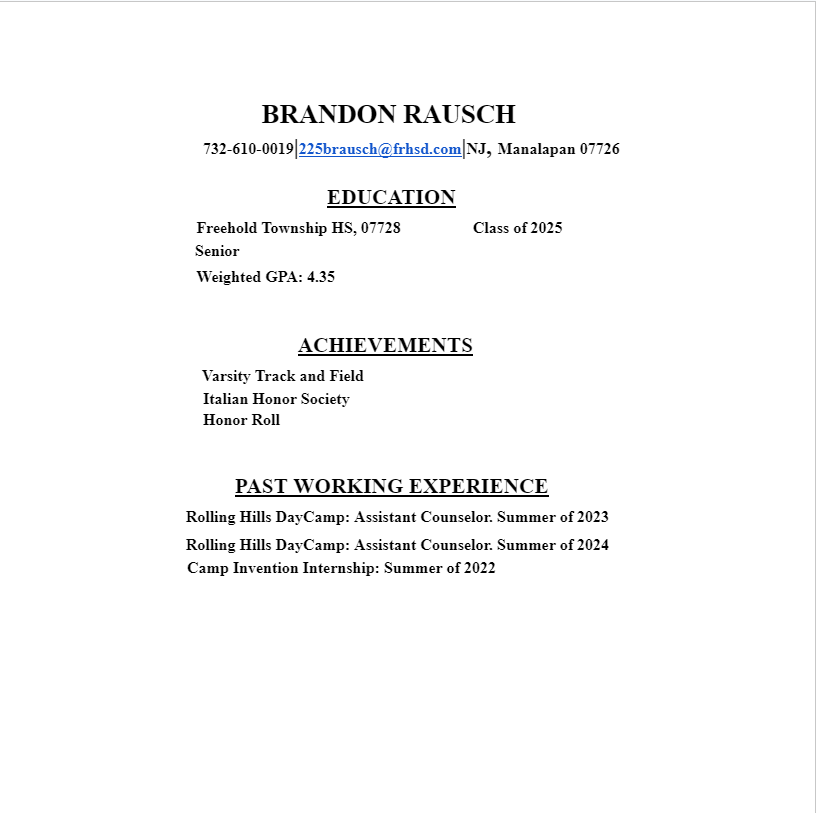 BRANDON RAUSCH
732-610-0019|225brausch@frhsd.com|NJ, Manalapan 07726
EDUCATION
Freehold Township HS, 07728 Class of 2025
Senior
Weighted GPA: 4.35
ACHIEVEMENTS
Varsity Track and Field
Italian Honor Society
Honor Roll
PAST WORKING EXPERIENCE
Rolling Hills DayCamp: Assistant Counselor. Summer of 2023
Rolling Hills DayCamp: Assistant Counselor. Summer of 2024
Camp Invention Internship: Summer of 2022